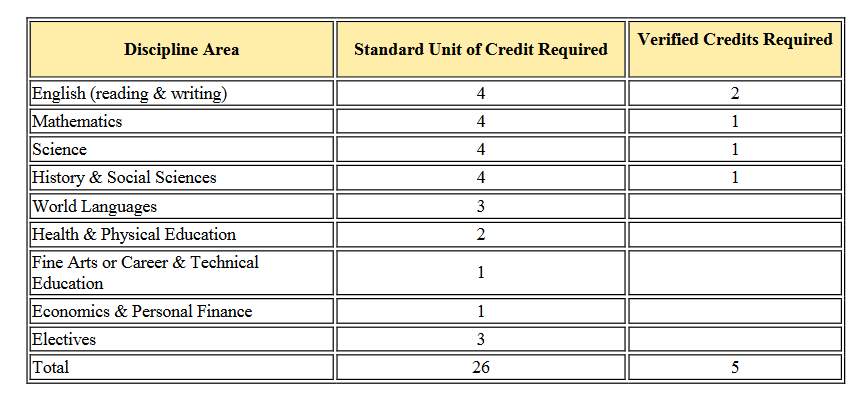 Discipline Area Standard Unit of Credit Required Verified Credits Required
English (reading & writing) 4 2
Mathematics 4 1
Science 4 1
History & Social Sciences 4 1
World Languages 3
Health & Physical Education 2
Fine Arts or Career & Technical
Education 1
Economics & Personal Finance 1
Electives 3
Total 26 5